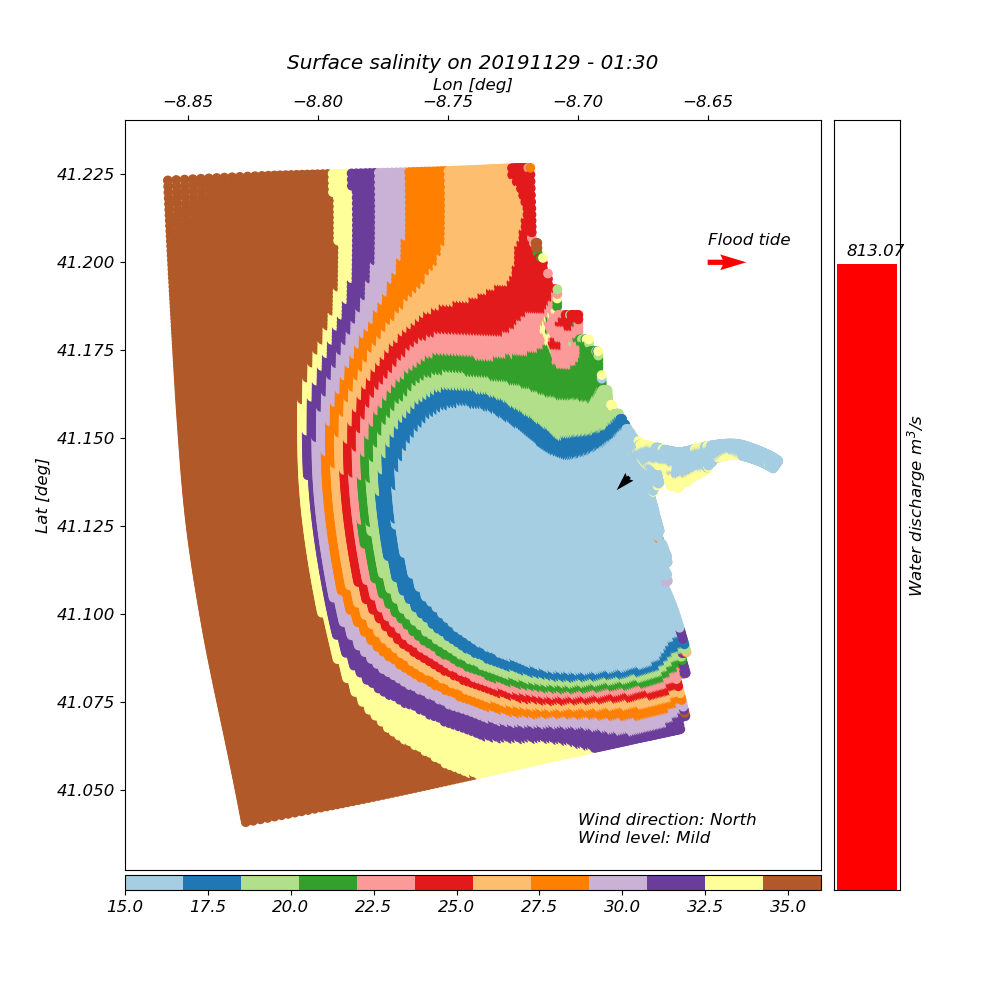 Surface salinity on 20191129 - 01:30
Lon [deg]
−8.85 −8.80 −8.75 −8.70 −8.65
41.225
41.200
41.175
41.150
41.125
41.100
41.075
41.050
Lat [deg]
Flood tide
813.07
Water discharge m³/s
Wind direction: North
Wind level: Mild
15.0 17.5 20.0 22.5 25.0 27.5 30.0 32.5 35.0